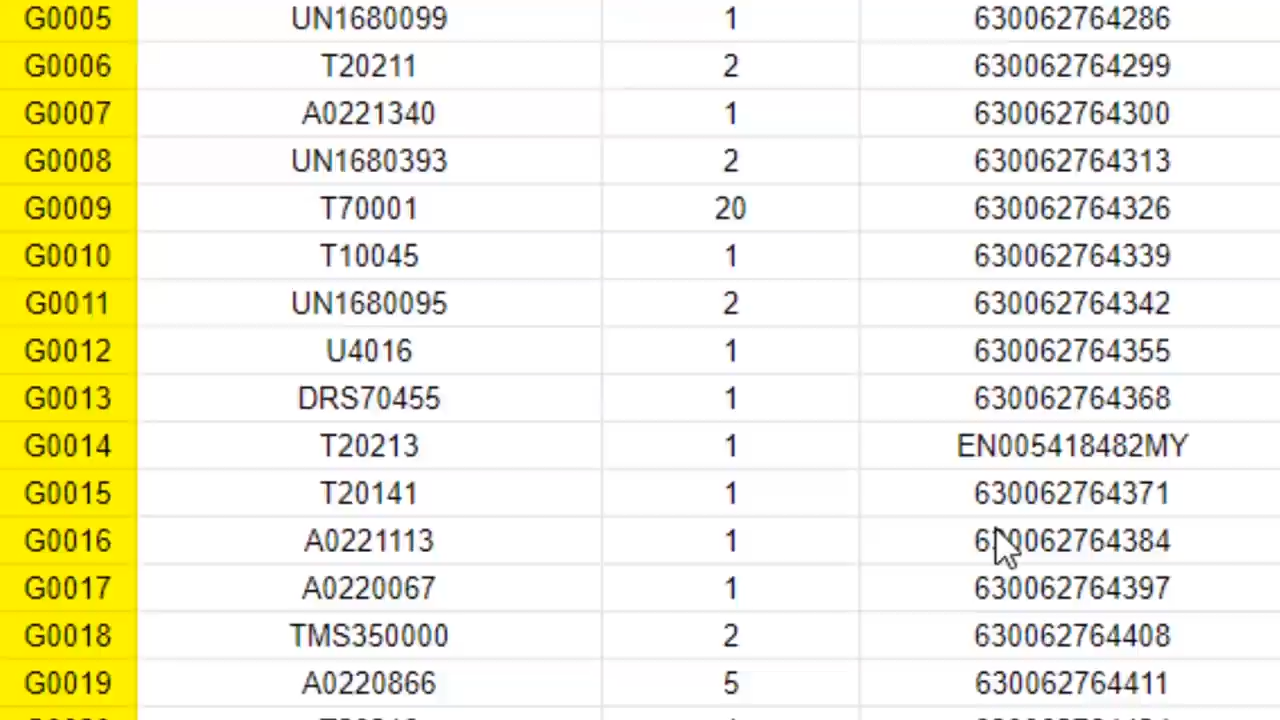 G0005 UN1680099 1 630062764286
G0006 T20211 2 630062764299
G0007 A0221340 1 630062764300
G0008 UN1680393 2 630062764313
G0009 T70001 20 630062764326
G0010 T10045 1 630062764339
G0011 UN1680095 2 630062764342
G0012 U4016 1 630062764355
G0013 DRS70455 1 630062764368
G0014 T20213 1 EN005418482MY
G0015 T20141 1 630062764371
G0016 A0221113 1 630062764384
G0017 A0220067 1 630062764397
G0018 TMS350000 2 630062764408
G0019 A0220866 5 630062764411